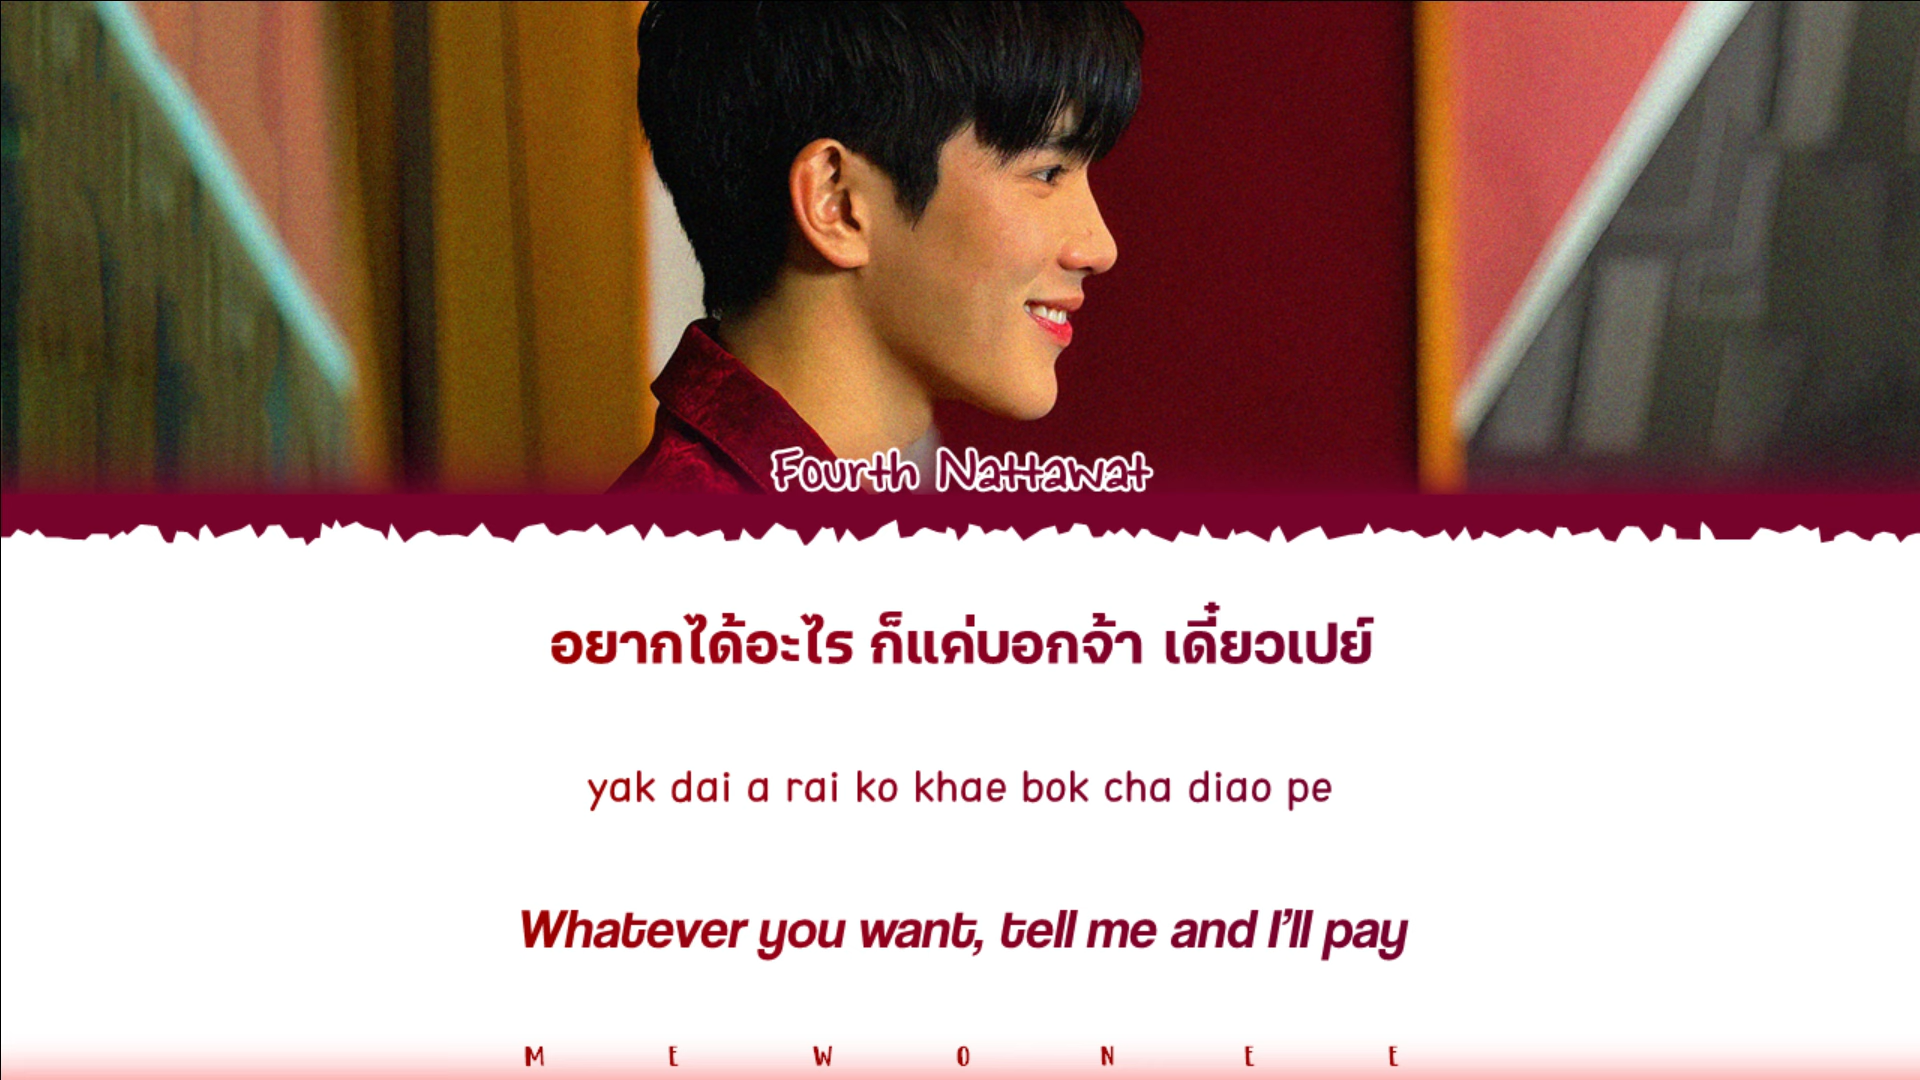 Fourth Nattawat
อยากได้อะไร ก็แค่บอกจ้า เดี๋ยวเปย์
yak dai a rai ko khae bok cha diao pe
Whatever you want, tell me and I'll pay
M E W O N E E